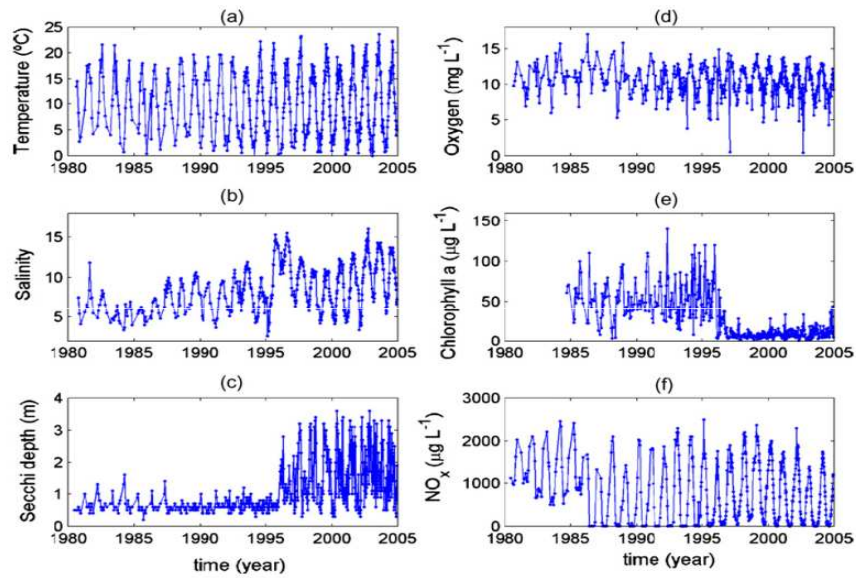 (a)
Temperature (ºC)
25
20
15
10
5
0
1980 1985 1990 1995 2000 2005
(b)
Salinity
15
10
5
1980 1985 1990 1995 2000 2005
(c)
Secchi depth (m)
4
3
2
1
0
1980 1985 1990 1995 2000 2005
time (year)
(d)
Oxygen (mg L⁻¹)
15
10
5
0
1980 1985 1990 1995 2000 2005
(e)
Chlorophyll a (μg L⁻¹)
150
100
50
0
1980 1985 1990 1995 2000 2005
(f)
NOₓ (μg L⁻¹)
3000
2000
1000
0
1980 1985 1990 1995 2000 2005
time (year)